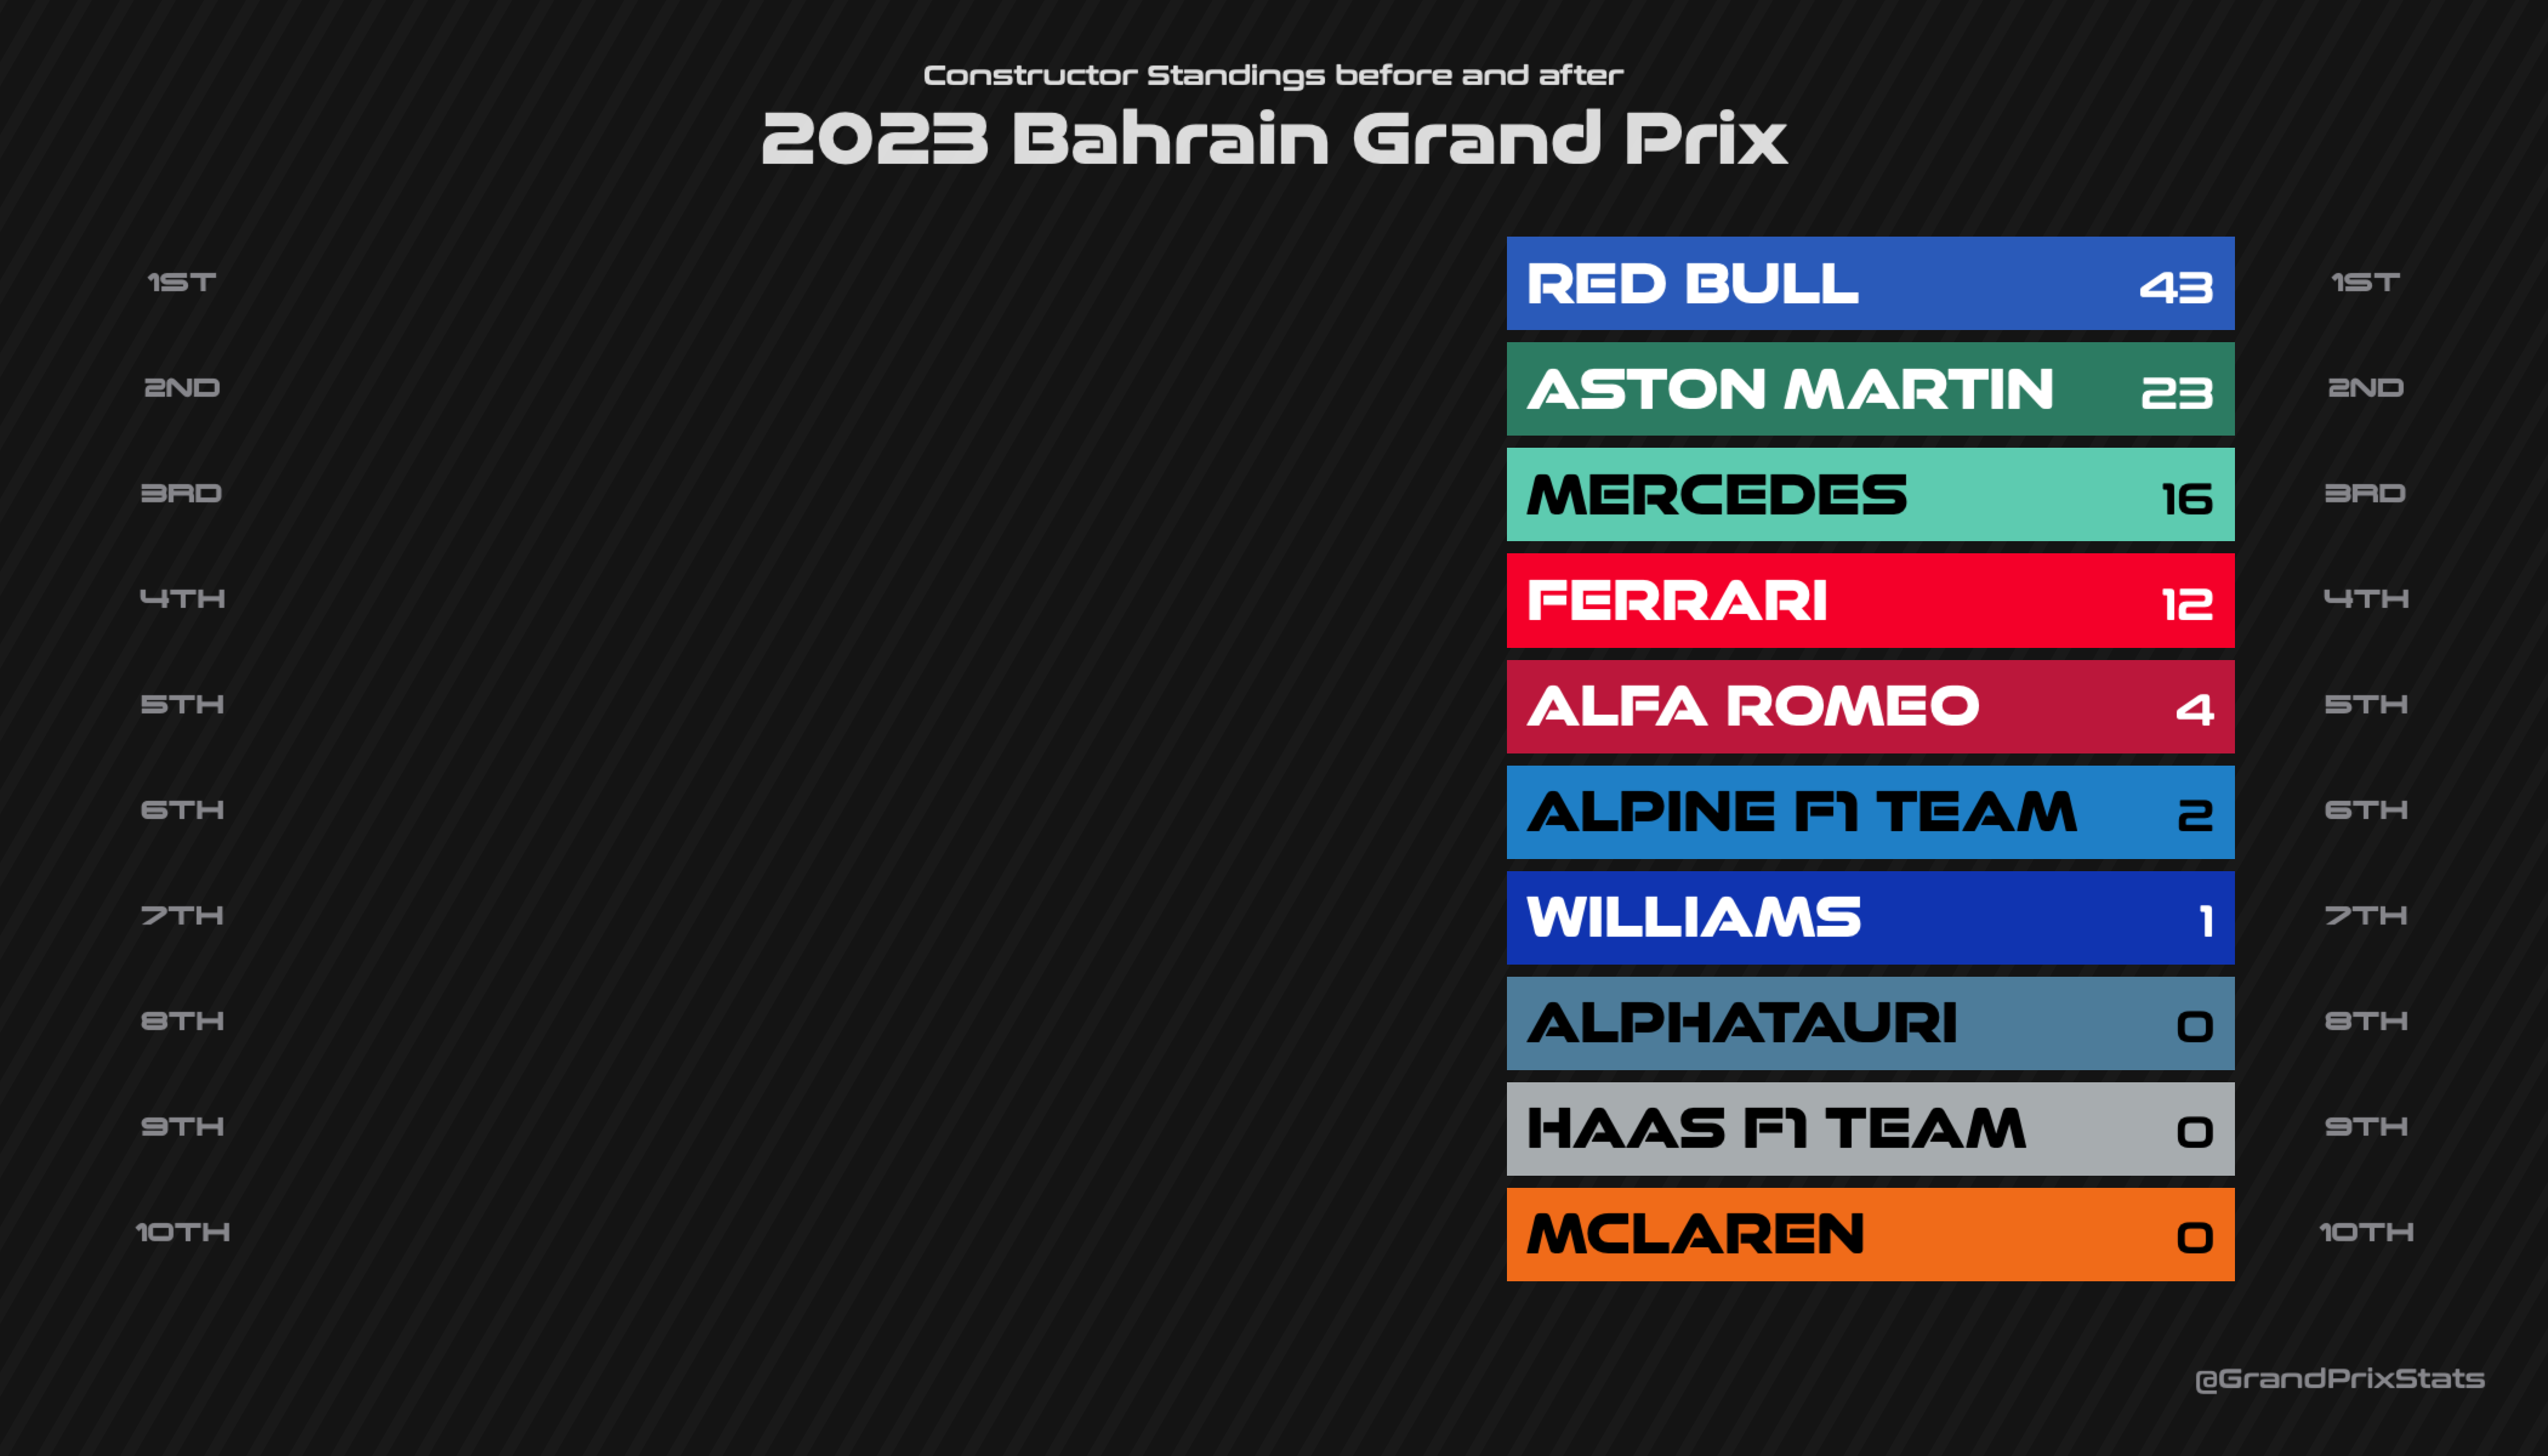 Constructor Standings before and after
2023 Bahrain Grand Prix
1ST RED BULL 43 1ST
2ND ASTON MARTIN 23 2ND
3RD MERCEDES 16 3RD
4TH FERRARI 12 4TH
5TH ALFA ROMEO 4 5TH
6TH ALPINE F1 TEAM 2 6TH
7TH WILLIAMS 1 7TH
8TH ALPHATAURI 0 8TH
9TH HAAS F1 TEAM 0 9TH
10TH MCLAREN 0 10TH
@GrandPrixStats